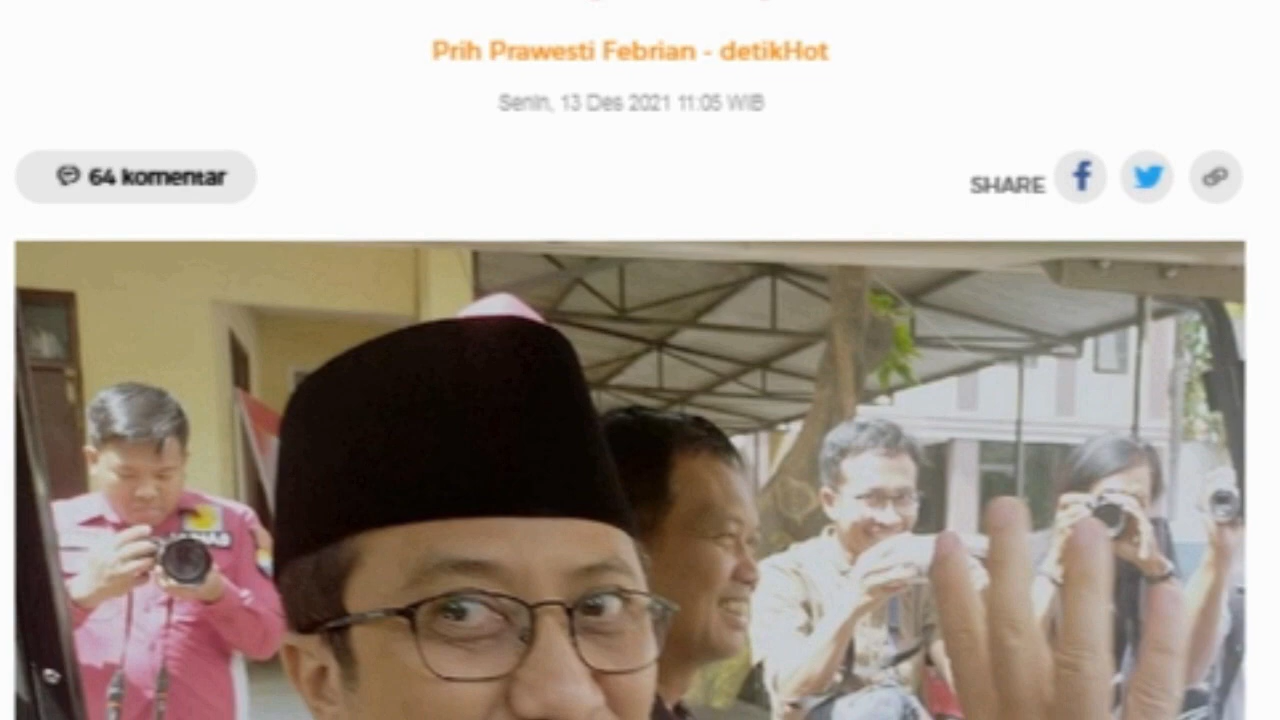 Prih Prawesti Febrian - detikHot
Senin, 13 Des 2021 11:05 WIB
64 komentar
SHARE